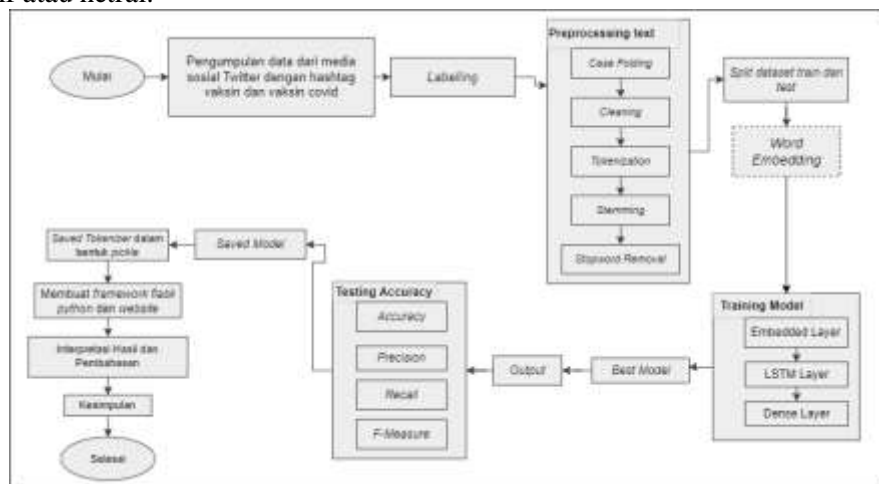 atau netral.
Mulai
Pengumpulan data dari media
sosial Twitter dengan hashtag
vaksin dan vaksin covid
Labelling
Preprocessing text
Case Folding
Cleaning
Tokenization
Stemming
Stopword Removal
Split dataset train dan
test
Word
Embedding
Training Model
Embedded Layer
LSTM Layer
Dense Layer
Best Model
Output
Testing Accuracy
Accuracy
Precision
Recall
F-Measure
Saved Model
Saved Tokenizer dalam
bentuk pickle
Membuat framework flask
python dan website
Interpretasi Hasil dan
Pembahasan
Kesimpulan
Selesai